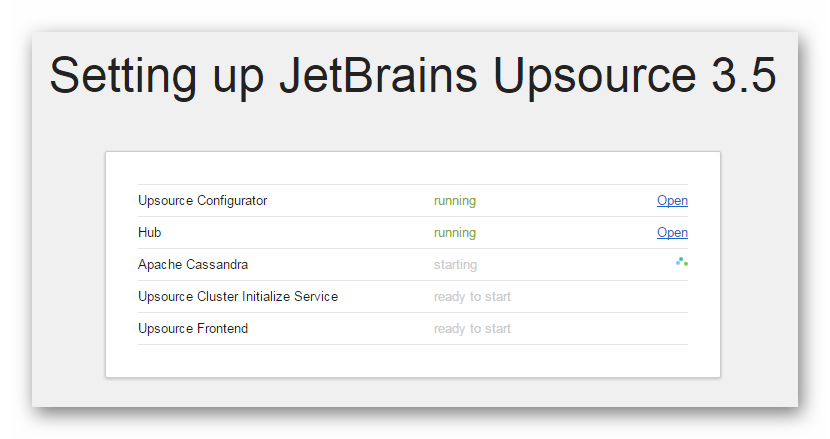 Setting up JetBrains Upsource 3.5
Upsource Configurator running Open
Hub running Open
Apache Cassandra starting
Upsource Cluster Initialize Service ready to start
Upsource Frontend ready to start